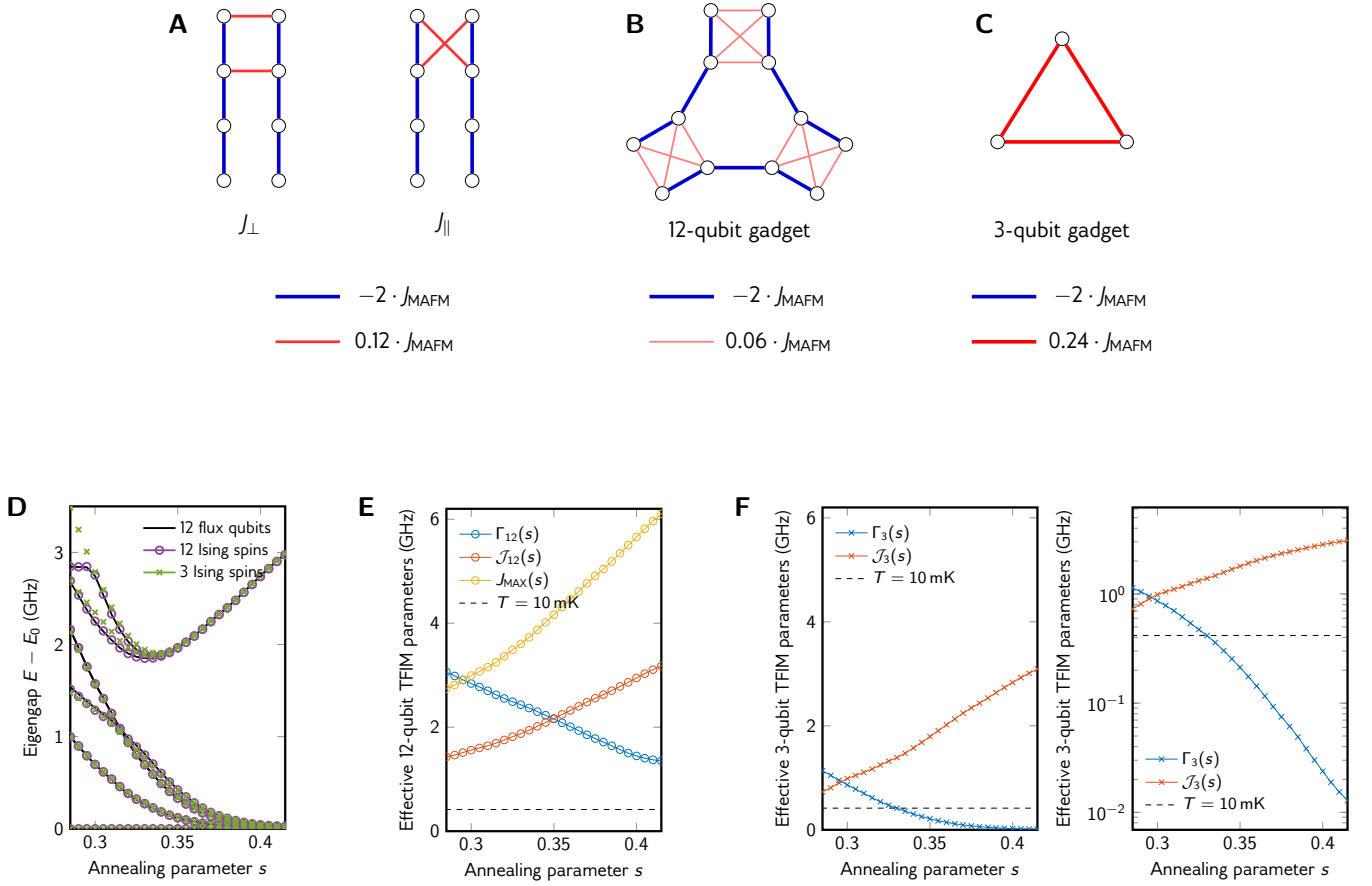 A
B
C
J⊥
J∥
12-qubit gadget
3-qubit gadget
−2 · JMAFM
−2 · JMAFM
−2 · JMAFM
0.12 · JMAFM
0.06 · JMAFM
0.24 · JMAFM
D
Eigengap E − E0 (GHz)
3
2
1
0
12 flux qubits
12 Ising spins
3 Ising spins
0.3
0.35
0.4
Annealing parameter s
E
Effective 12-qubit TFIM parameters (GHz)
6
4
2
0
Γ12(s)
𝒥12(s)
JMAX(s)
T = 10 mK
0.3
0.35
0.4
Annealing parameter s
F
Effective 3-qubit TFIM parameters (GHz)
6
4
2
0
Γ3(s)
𝒥3(s)
T = 10 mK
0.3
0.35
0.4
Annealing parameter s
Effective 3-qubit TFIM parameters (GHz)
10⁰
10⁻¹
10⁻²
Γ3(s)
𝒥3(s)
T = 10 mK
0.3
0.35
0.4
Annealing parameter s